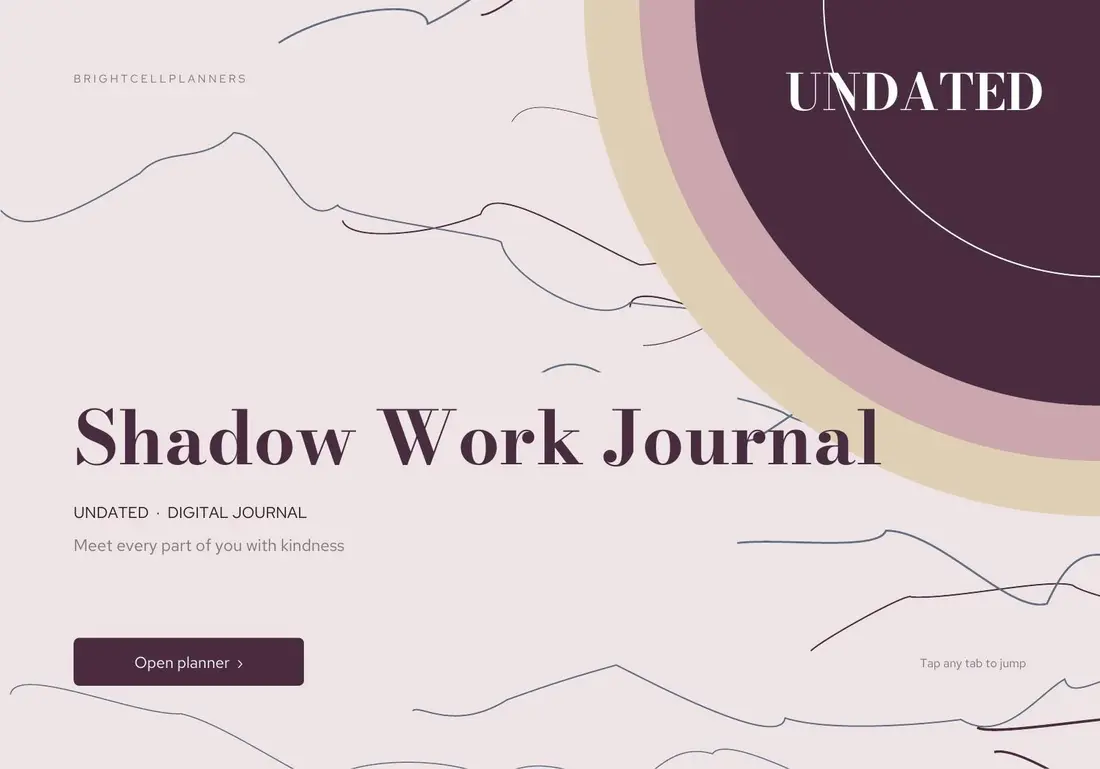 BRIGHTCELLPLANNERS
UNDATED
Shadow Work Journal
UNDATED · DIGITAL JOURNAL
Meet every part of you with kindness
Open planner ›
Tap any tab to jump